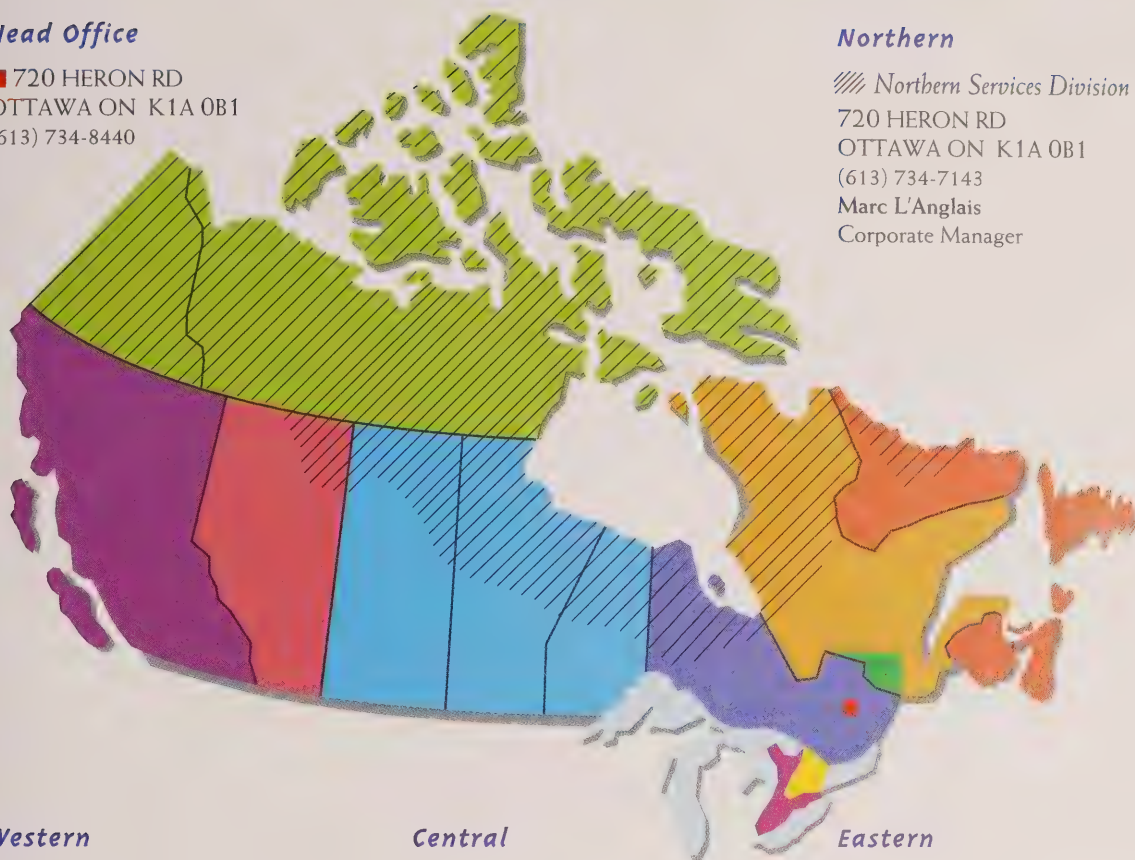 Head Office
720 HERON RD
OTTAWA ON K1A 0B1
(613) 734-8440
Northern
Northern Services Division
720 HERON RD
OTTAWA ON K1A 0B1
(613) 734-7143
Marc L'Anglais
Corporate Manager
Western
Central
Eastern